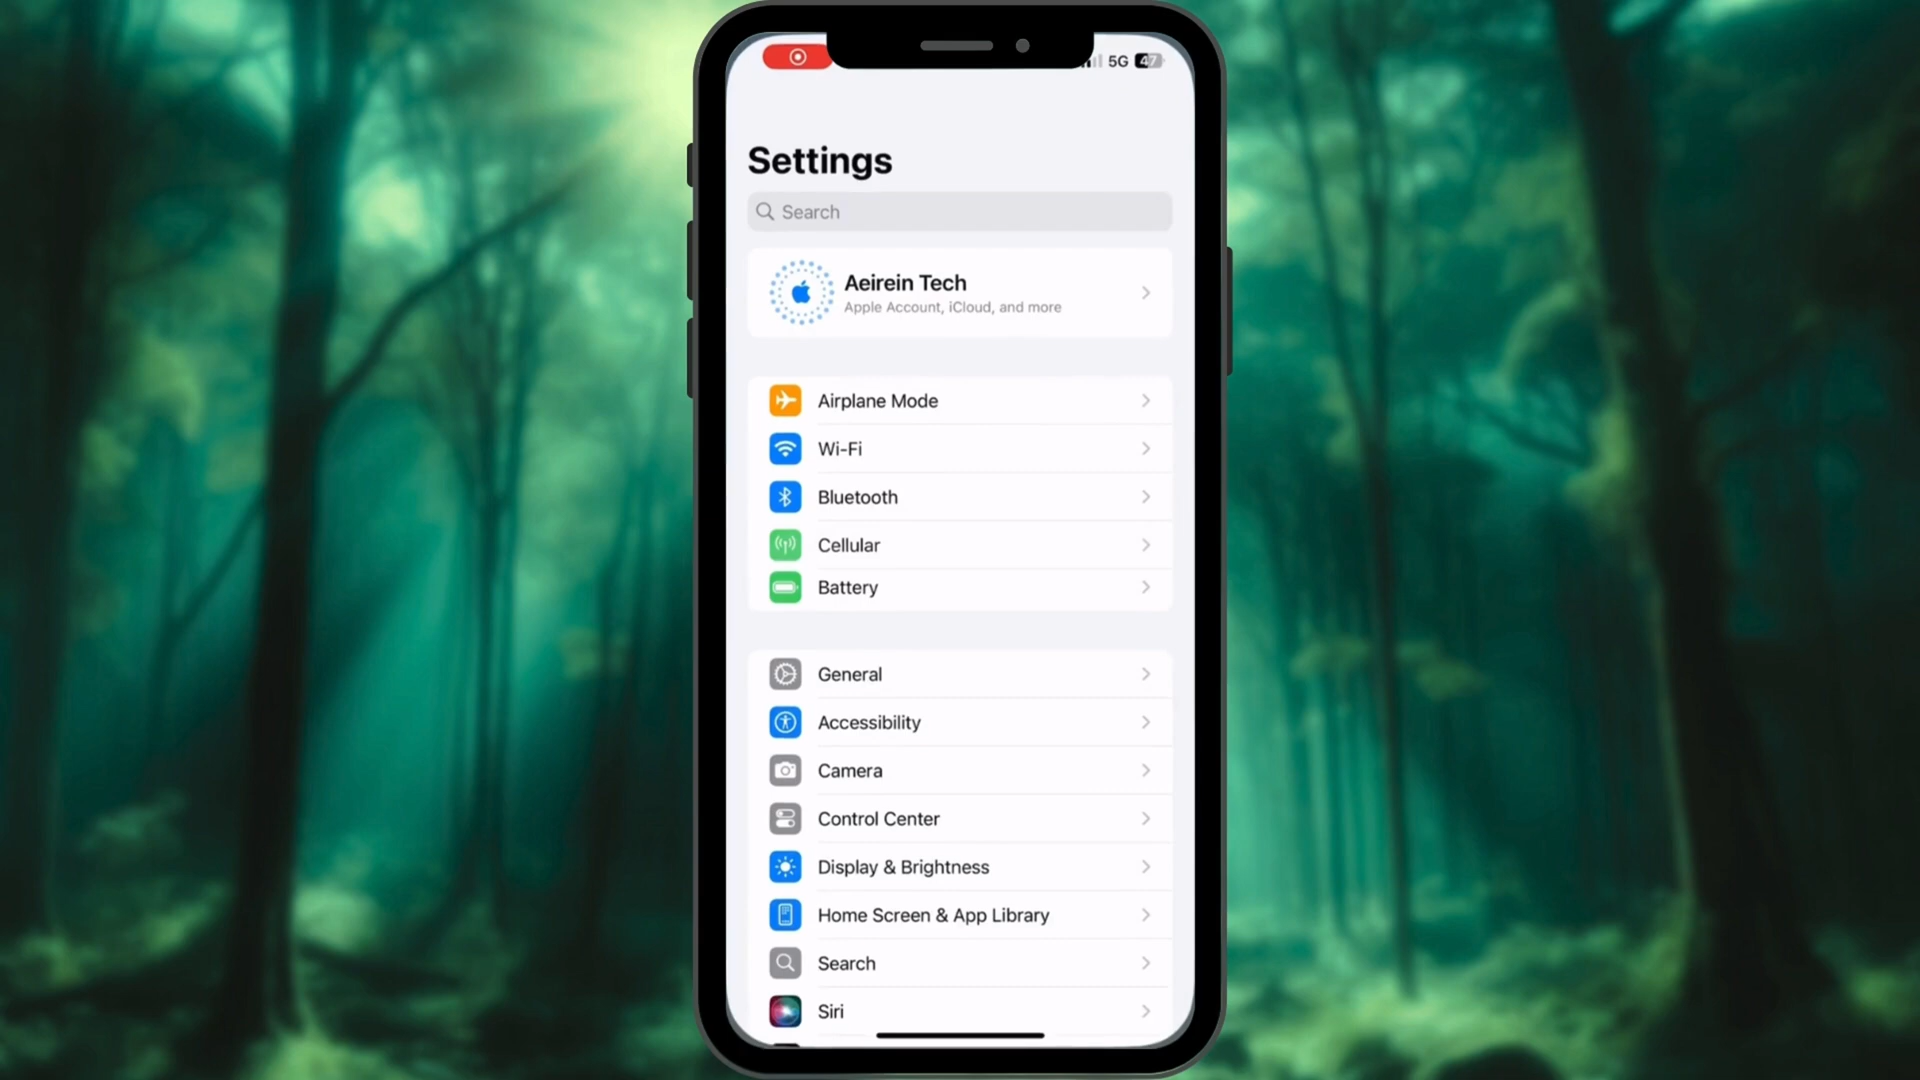 5G 47
Settings
Search
Aeirein Tech
Apple Account, iCloud, and more
Airplane Mode
Wi-Fi
Bluetooth
Cellular
Battery
General
Accessibility
Camera
Control Center
Display & Brightness
Home Screen & App Library
Search
Siri